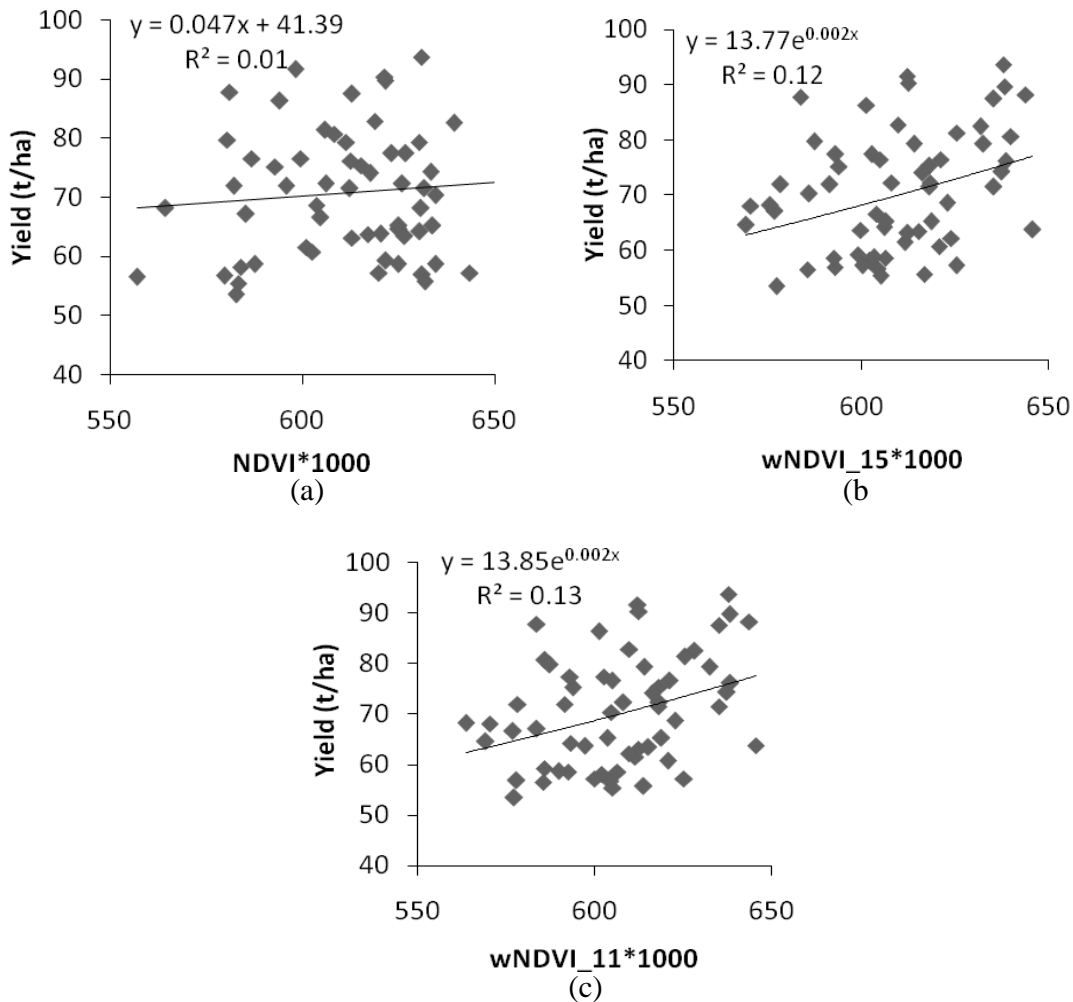 y = 0.047x + 41.39
R² = 0.01
100
90
80
70
60
50
40
Yield (t/ha)
550 600 650
NDVI*1000
(a)
y = 13.77e^0.002x
R² = 0.12
100
90
80
70
60
50
40
Yield (t/ha)
550 600 650
wNDVI_15*1000
(b
y = 13.85e^0.002x
R² = 0.13
100
90
80
70
60
50
40
Yield (t/ha)
550 600 650
wNDVI_11*1000
(c)